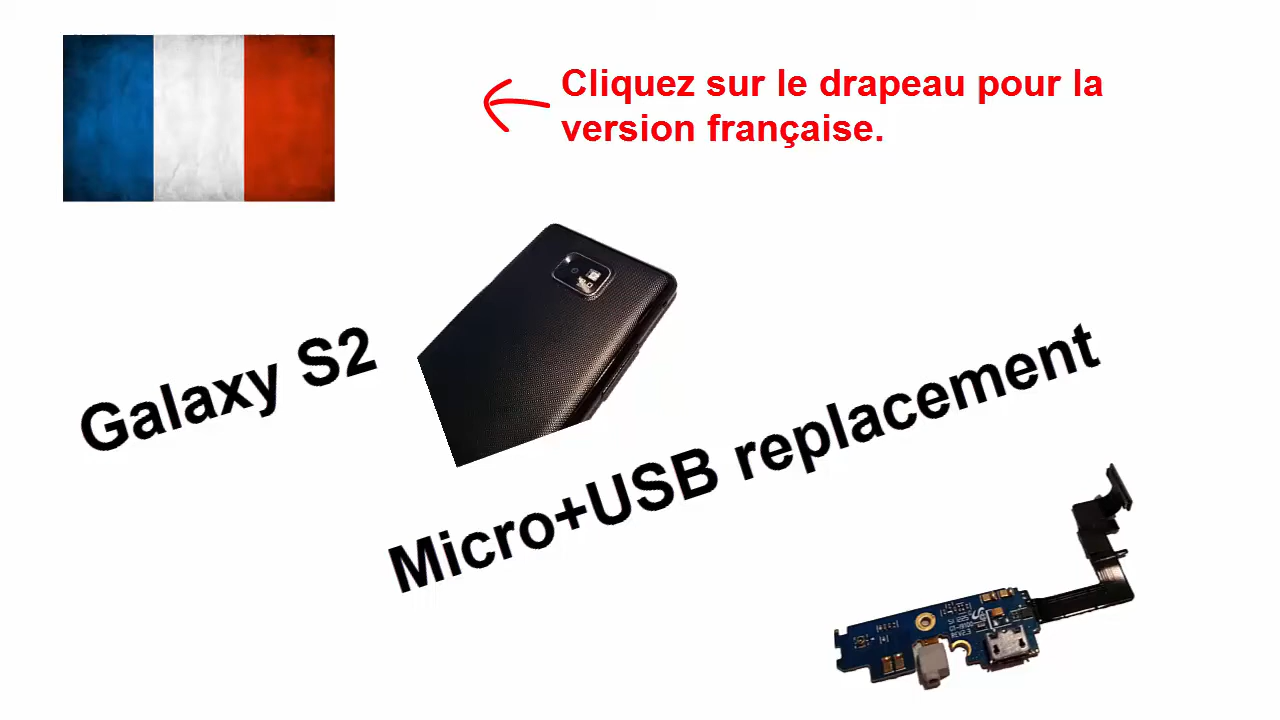 Cliquez sur le drapeau pour la
version française.
Galaxy S2
Micro+USB replacement